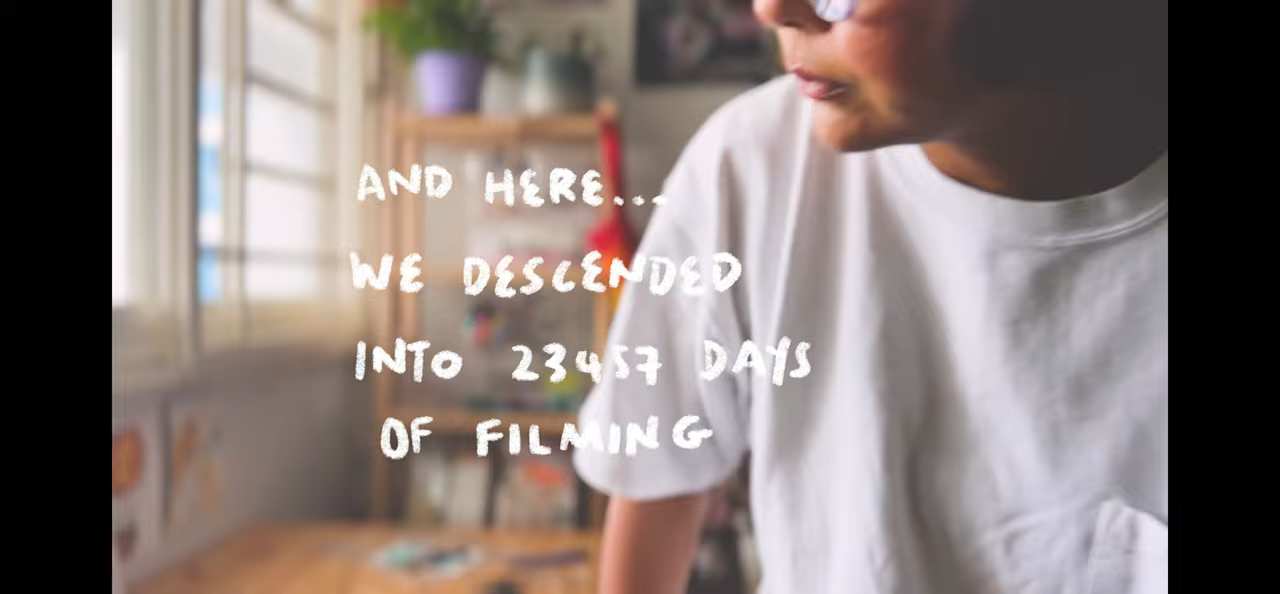 AND HERE...
WE DESCENDED
INTO 23457 DAYS
OF FILMING